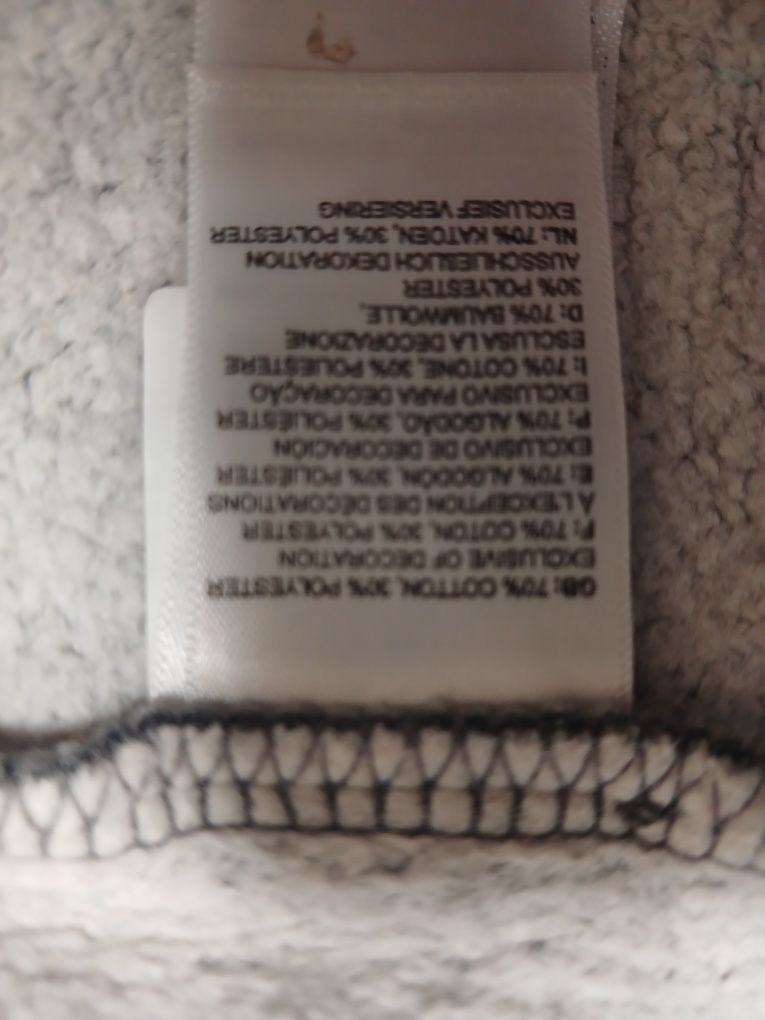 GB: 70% COTTON, 30% POLYESTER
EXCLUSIVE OF DECORATION
F: 70% COTON, 30% POLYESTER
À L'EXCEPTION DES DÉCORATIONS
E: 70% ALGODÓN, 30% POLIÉSTER
EXCLUSIVO DE DECORACIÓN
P: 70% ALGODÃO, 30% POLIÉSTER
EXCLUSIVO PARA DECORAÇÃO
I: 70% COTONE, 30% POLIESTERE
ESCLUSA LA DECORAZIONE
D: 70% BAUMWOLLE,
30% POLYESTER
AUSSCHLIEßLICH DEKORATION
NL: 70% KATOEN, 30% POLYESTER
EXCLUSIEF VERSIERING